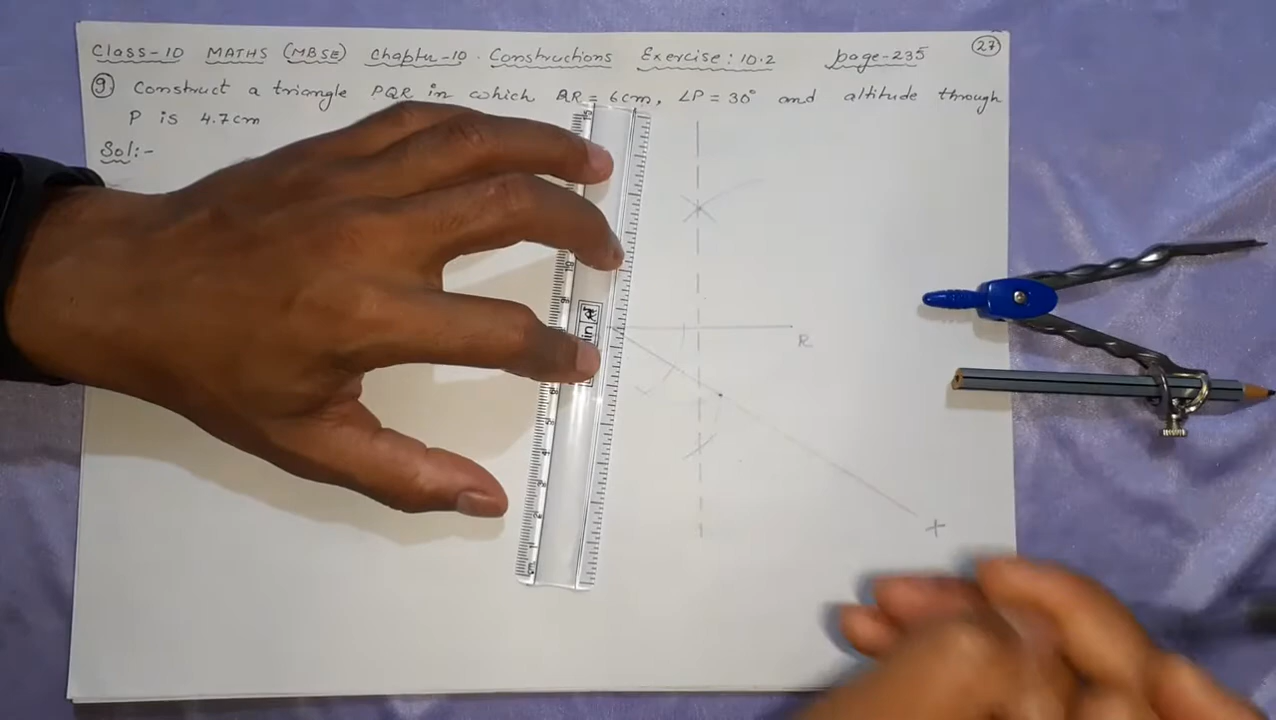 Class-10 MATHS (MBSE) Chapter-10. Constructions Exercise: 10.2 page-235 27
9) Construct a triangle PQR in which QR = 6cm, ∠P = 30° and altitude through
P is 4.7cm
Sol:-
R